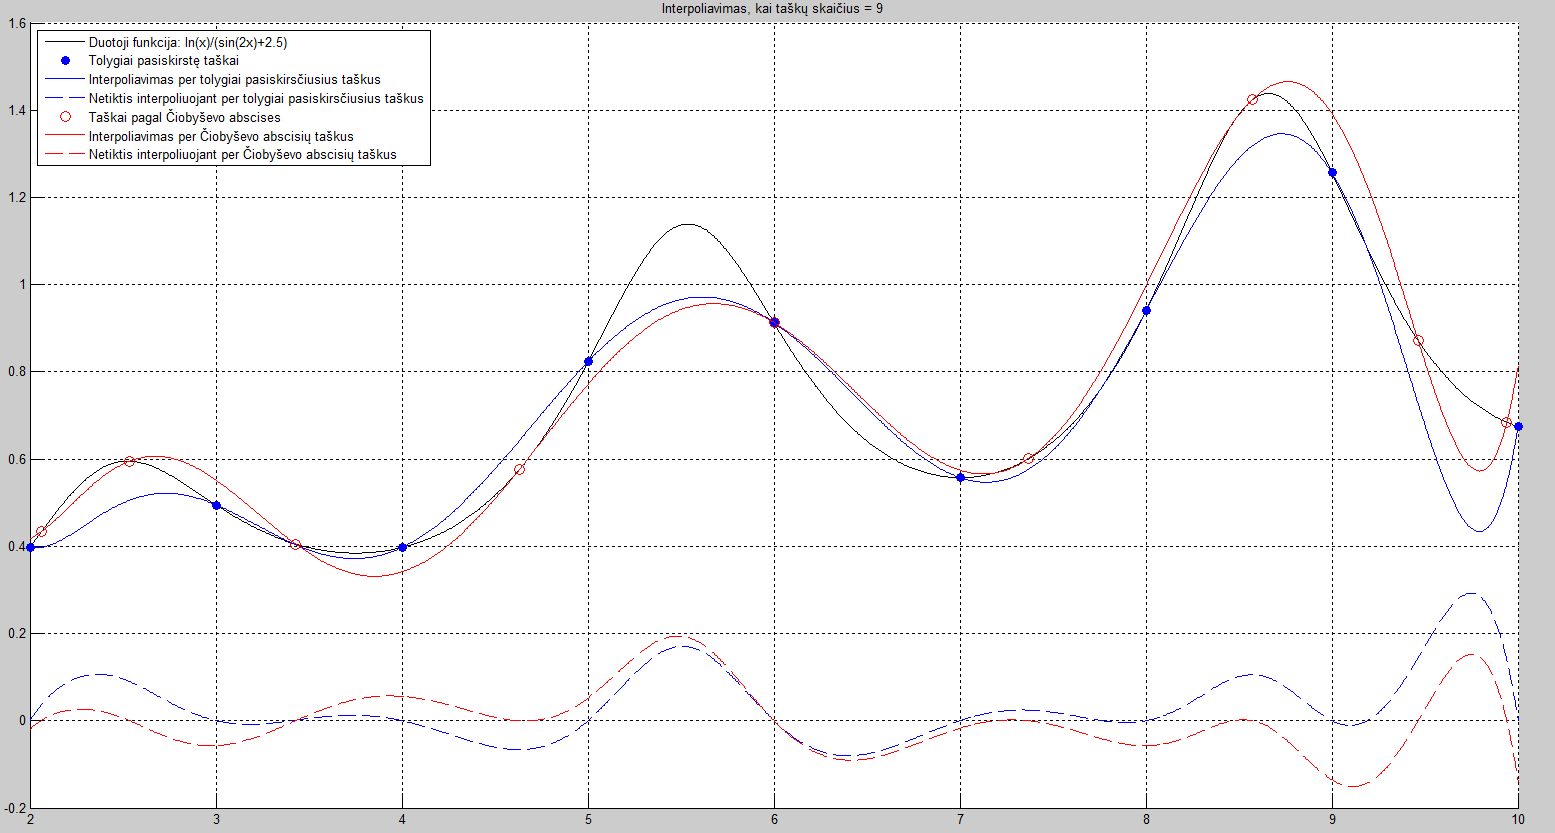 Interpoliavimas, kai taškų skaičius = 9
1.6
Duotoji funkcija: ln(x)/(sin(2x)+2.5)
Tolygiai pasiskirstę taškai
Interpoliavimas per tolygiai pasiskirsčiusius taškus
Netiktis interpoliuojant per tolygiai pasiskirsčiusius taškus
Taškai pagal Čiobyševo abscises
Interpoliavimas per Čiobyševo abscisių taškus
Netiktis interpoliuojant per Čiobyševo abscisių taškus
1.4
1.2
1
0.8
0.6
0.4
0.2
0
-0.2
2 3 4 5 6 7 8 9 10